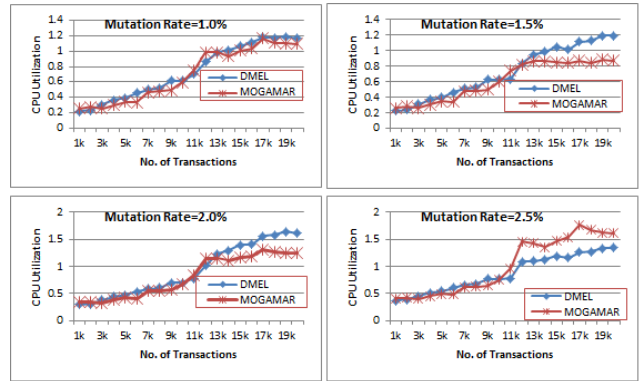 Mutation Rate=1.0%
CPU Utilization
1.4
1.2
1
0.8
0.6
0.4
0.2
0
DMEL
MOGAMAR
1k 3k 5k 7k 9k 11k 13k 15k 17k 19k
No. of Transactions
Mutation Rate=1.5%
CPU Utilization
1.4
1.2
1
0.8
0.6
0.4
0.2
0
DMEL
MOGAMAR
1k 3k 5k 7k 9k 11k 13k 15k 17k 19k
No. of Transactions
Mutation Rate=2.0%
CPU Utilization
2
1.5
1
0.5
0
DMEL
MOGAMAR
1k 3k 5k 7k 9k 11k 13k 15k 17k 19k
No. of Transactions
Mutation Rate=2.5%
CPU Utilization
2
1.5
1
0.5
0
DMEL
MOGAMAR
1k 3k 5k 7k 9k 11k 13k 15k 17k 19k
No. of Transactions